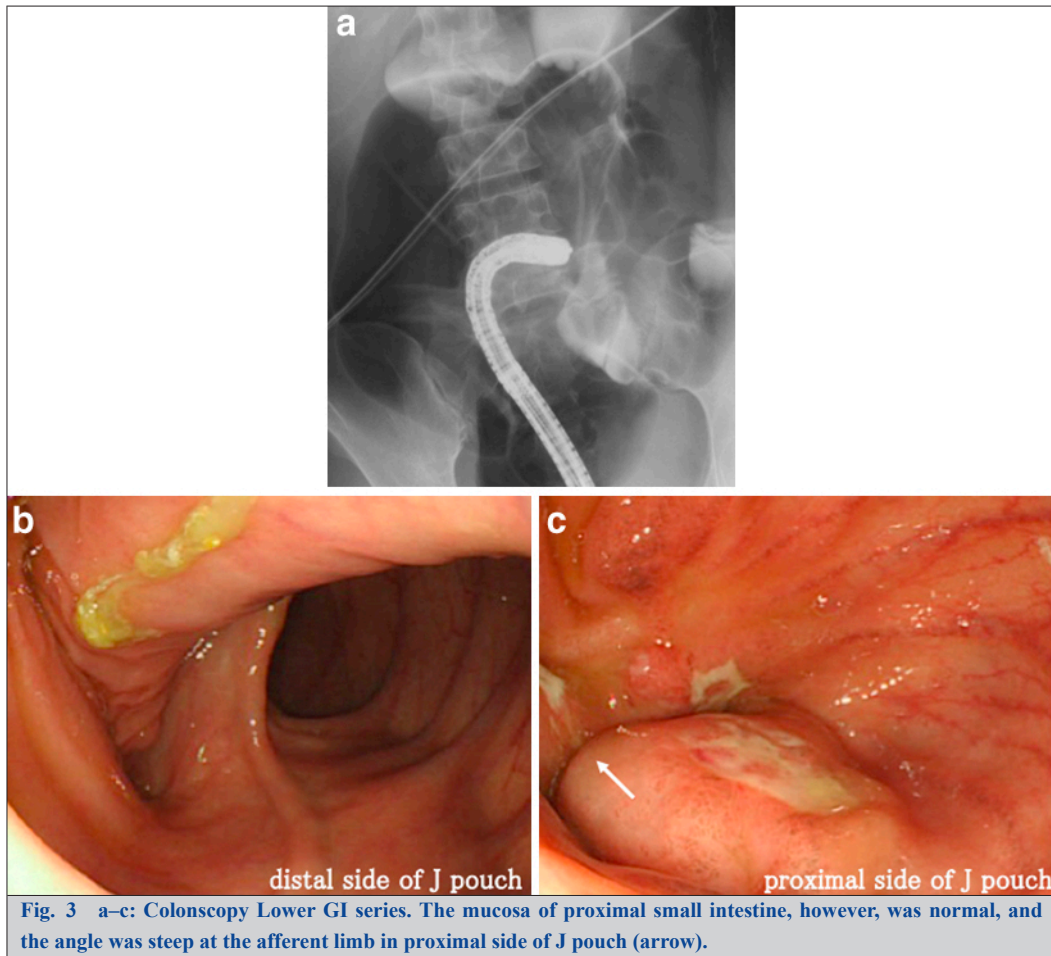 a
b
distal side of J pouch
c
proximal side of J pouch
Fig. 3 a–c: Colonscopy Lower GI series. The mucosa of proximal small intestine, however, was normal, and
the angle was steep at the afferent limb in proximal side of J pouch (arrow).